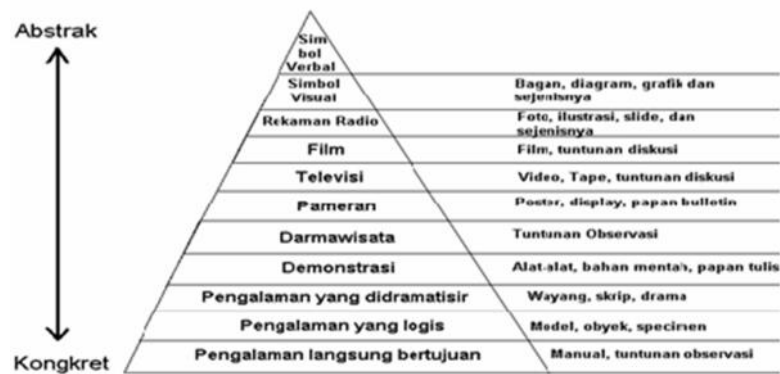 Abstrak
Sim
bol
Verbal
Simbol
Visual
Bagan, diagram, grafik dan
sejenisnya
Rekaman Radio
Foto, ilustrasi, slide, dan
sejenisnya
Film
Film, tuntunan diskusi
Televisi
Video, Tape, tuntunan diskusi
Pameran
Poster, display, papan bulletin
Darmawisata
Tuntunan Observasi
Demonstrasi
Alat-alat, bahan mentah, papan tulis
Pengalaman yang didramatisir
Wayang, skrip, drama
Pengalaman yang logis
Model, obyek, specimen
Kongkret
Pengalaman langsung bertujuan
Manual, tuntunan observasi